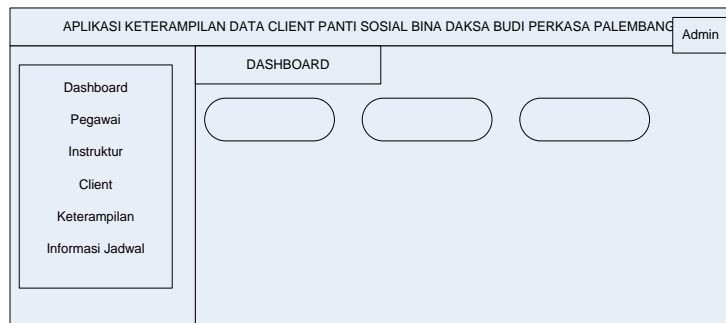 APLIKASI KETERAMPILAN DATA CLIENT PANTI SOSIAL BINA DAKSA BUDI PERKASA PALEMBANG
Admin
DASHBOARD
Dashboard
Pegawai
Instruktur
Client
Keterampilan
Informasi Jadwal